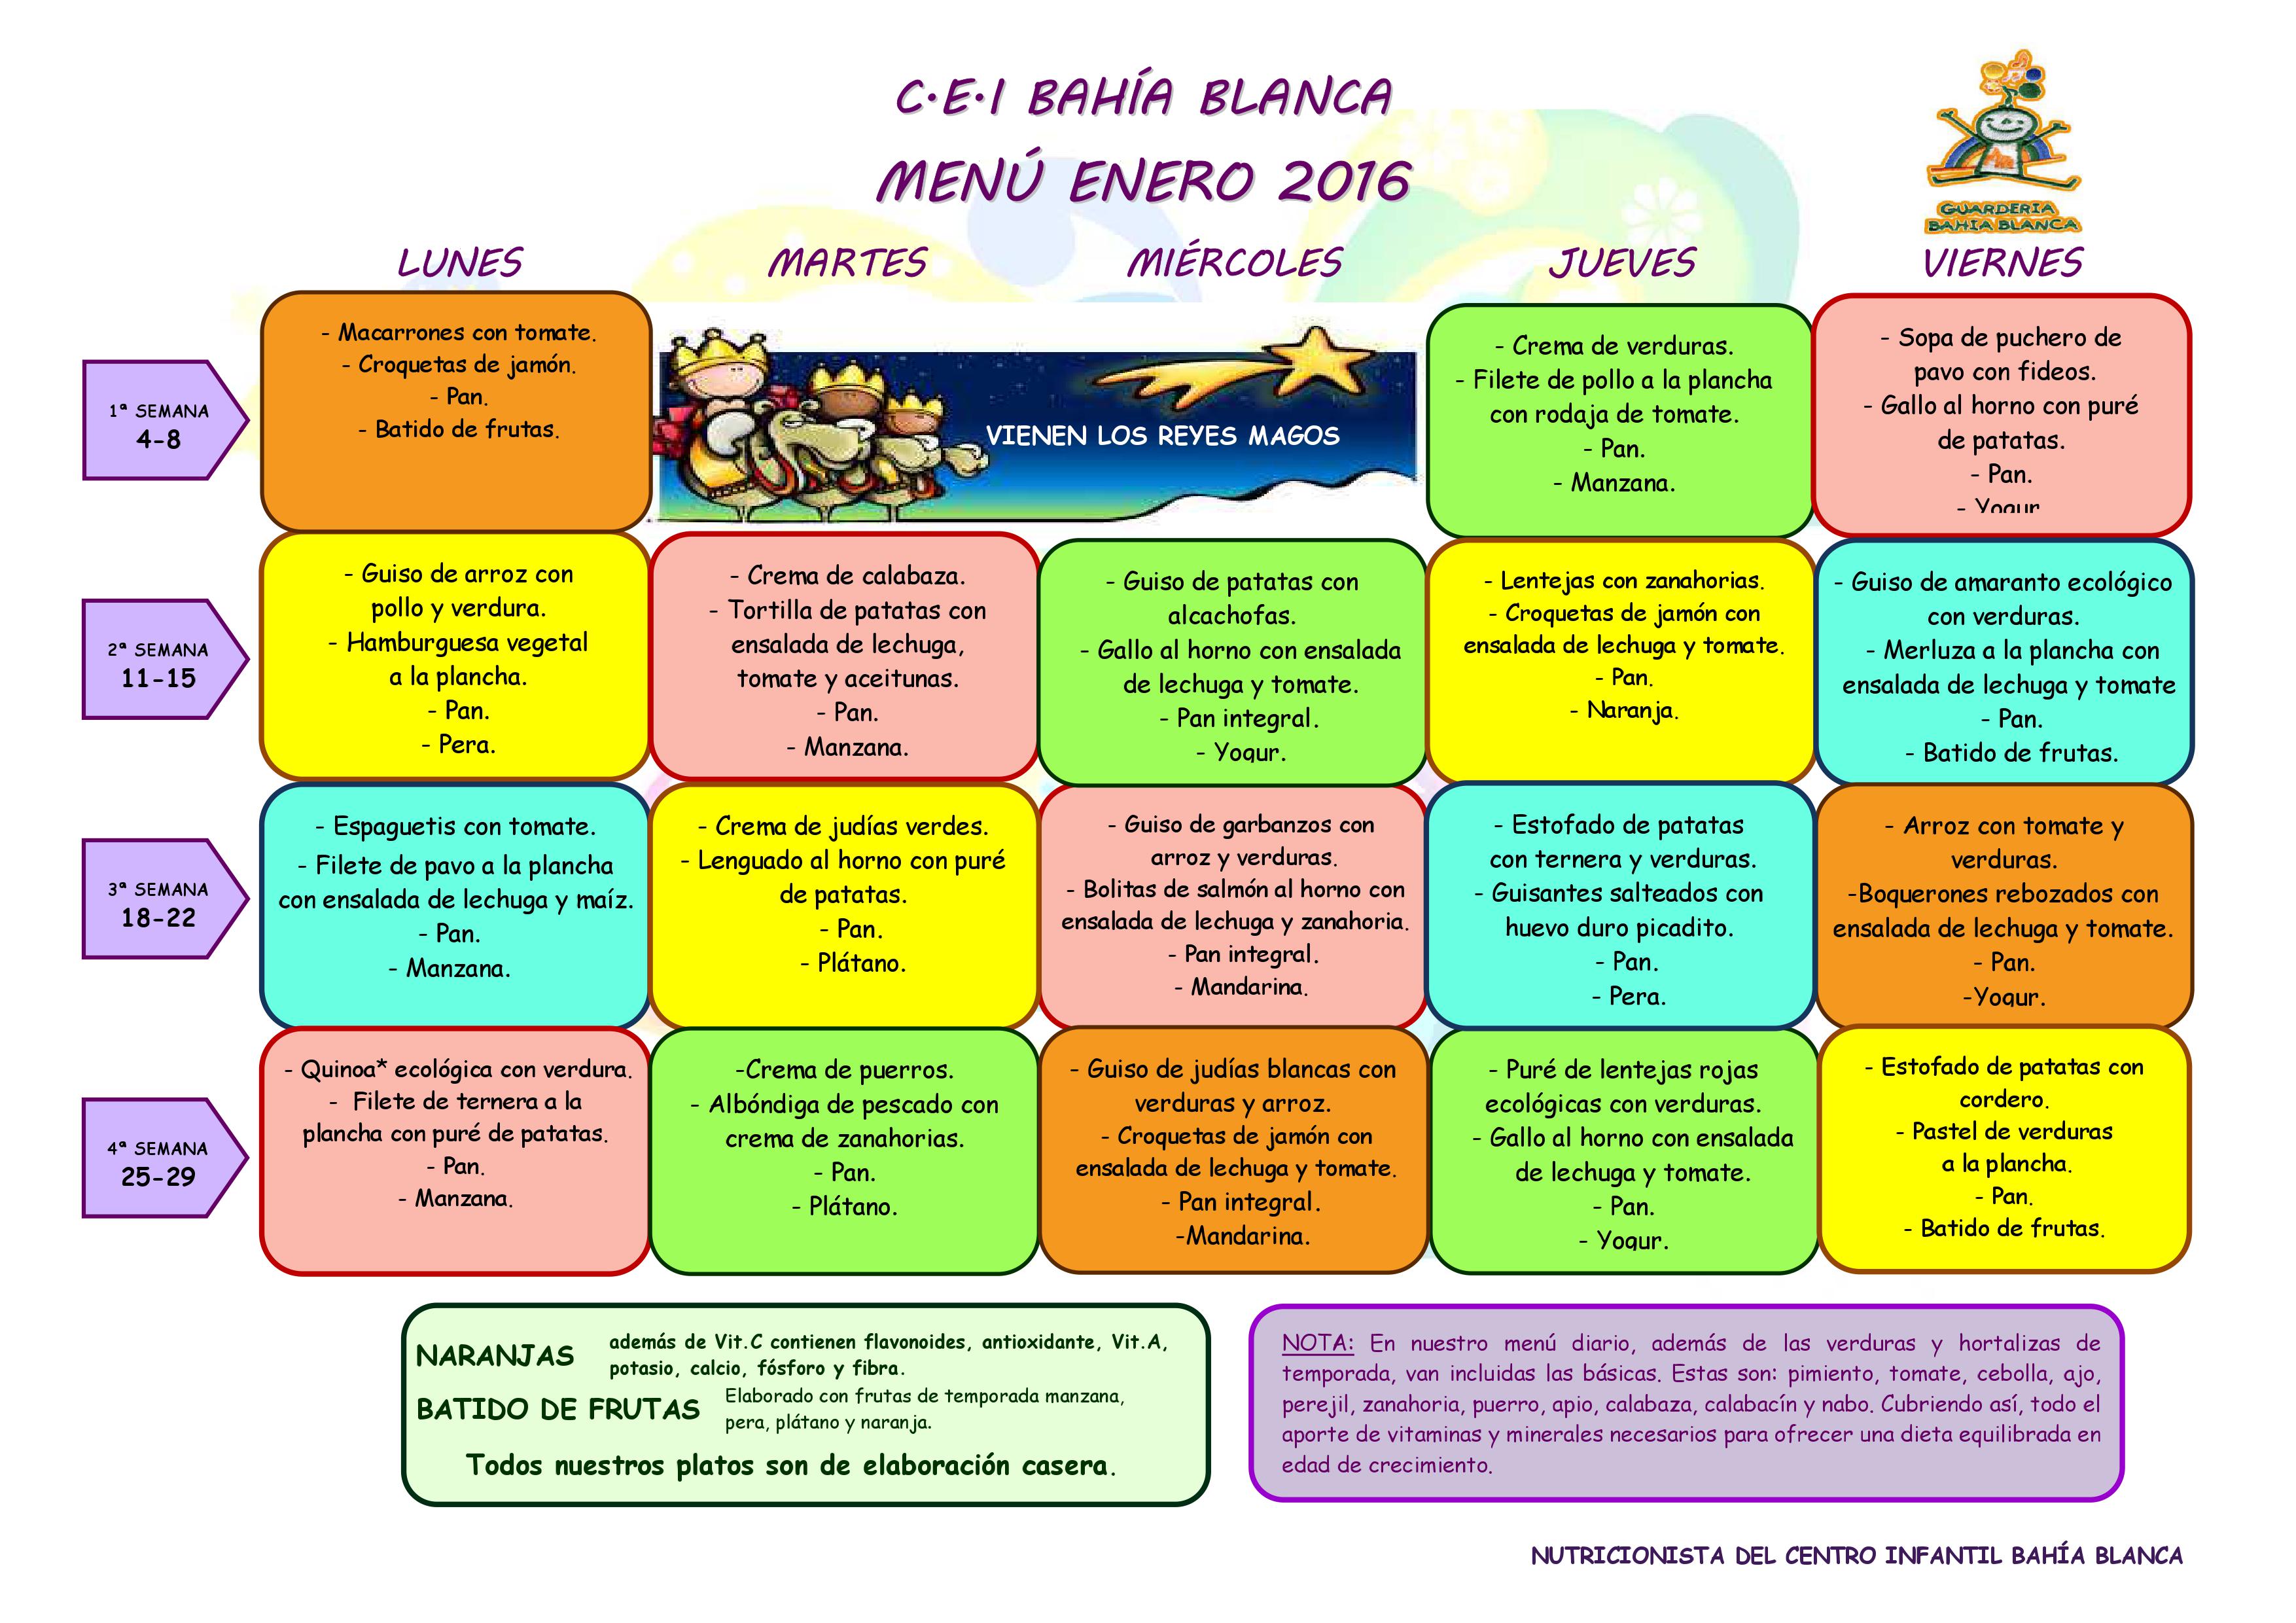 C.E.I BAHÍA BLANCA
MENÚ ENERO 2016
GUARDERIA
BAHIA BLANCA
LUNES
MARTES
MIÉRCOLES
JUEVES
VIERNES
1ª SEMANA
4-8
- Macarrones con tomate.
- Croquetas de jamón.
- Pan.
- Batido de frutas.
VIENEN LOS REYES MAGOS
- Crema de verduras.
- Filete de pollo a la plancha
con rodaja de tomate.
- Pan.
- Manzana.
- Sopa de puchero de
pavo con fideos.
- Gallo al horno con puré
de patatas.
- Pan.
- Yogur
2ª SEMANA
11-15
- Guiso de arroz con
pollo y verdura.
- Hamburguesa vegetal
a la plancha.
- Pan.
- Pera.
- Crema de calabaza.
- Tortilla de patatas con
ensalada de lechuga,
tomate y aceitunas.
- Pan.
- Manzana.
- Guiso de patatas con
alcachofas.
- Gallo al horno con ensalada
de lechuga y tomate.
- Pan integral.
- Yogur.
- Lentejas con zanahorias.
- Croquetas de jamón con
ensalada de lechuga y tomate.
- Pan.
- Naranja.
- Guiso de amaranto ecológico
con verduras.
- Merluza a la plancha con
ensalada de lechuga y tomate
- Pan.
- Batido de frutas.
3ª SEMANA
18-22
- Espaguetis con tomate.
- Filete de pavo a la plancha
con ensalada de lechuga y maíz.
- Pan.
- Manzana.
- Crema de judías verdes.
- Lenguado al horno con puré
de patatas.
- Pan.
- Plátano.
- Guiso de garbanzos con
arroz y verduras.
- Bolitas de salmón al horno con
ensalada de lechuga y zanahoria.
- Pan integral.
- Mandarina.
- Estofado de patatas
con ternera y verduras.
- Guisantes salteados con
huevo duro picadito.
- Pan.
- Pera.
- Arroz con tomate y
verduras.
-Boquerones rebozados con
ensalada de lechuga y tomate.
- Pan.
-Yogur.
4ª SEMANA
25-29
- Quinoa* ecológica con verdura.
- Filete de ternera a la
plancha con puré de patatas.
- Pan.
- Manzana.
-Crema de puerros.
- Albóndiga de pescado con
crema de zanahorias.
- Pan.
- Plátano.
- Guiso de judías blancas con
verduras y arroz.
- Croquetas de jamón con
ensalada de lechuga y tomate.
- Pan integral.
-Mandarina.
- Puré de lentejas rojas
ecológicas con verduras.
- Gallo al horno con ensalada
de lechuga y tomate.
- Pan.
- Yogur.
- Estofado de patatas con
cordero.
- Pastel de verduras
a la plancha.
- Pan.
- Batido de frutas.
NARANJAS además de Vit.C contienen flavonoides, antioxidante, Vit.A,
potasio, calcio, fósforo y fibra.
BATIDO DE FRUTAS Elaborado con frutas de temporada manzana,
pera, plátano y naranja.
Todos nuestros platos son de elaboración casera.
NOTA: En nuestro menú diario, además de las verduras y hortalizas de
temporada, van incluidas las básicas. Estas son: pimiento, tomate, cebolla, ajo,
perejil, zanahoria, puerro, apio, calabaza, calabacín y nabo. Cubriendo así, todo el
aporte de vitaminas y minerales necesarios para ofrecer una dieta equilibrada en
edad de crecimiento.
NUTRICIONISTA DEL CENTRO INFANTIL BAHÍA BLANCA